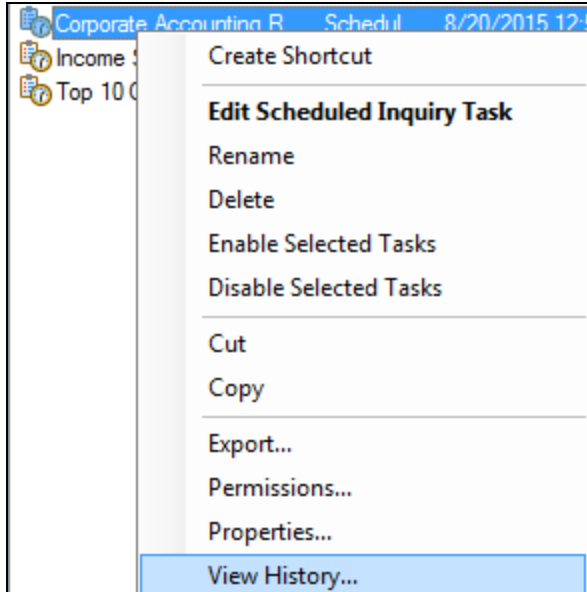 Corporate Accounting R Schedul 8/20/2015 12:
Income
Top 10
Create Shortcut
Edit Scheduled Inquiry Task
Rename
Delete
Enable Selected Tasks
Disable Selected Tasks
Cut
Copy
Export...
Permissions...
Properties...
View History...